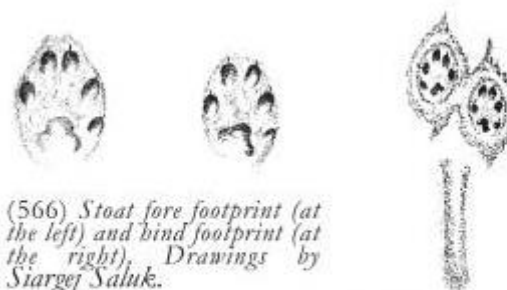 (566) Stoat fore footprint (at
the left) and hind footprint (at
the right). Drawings by
Siargej Saluk.